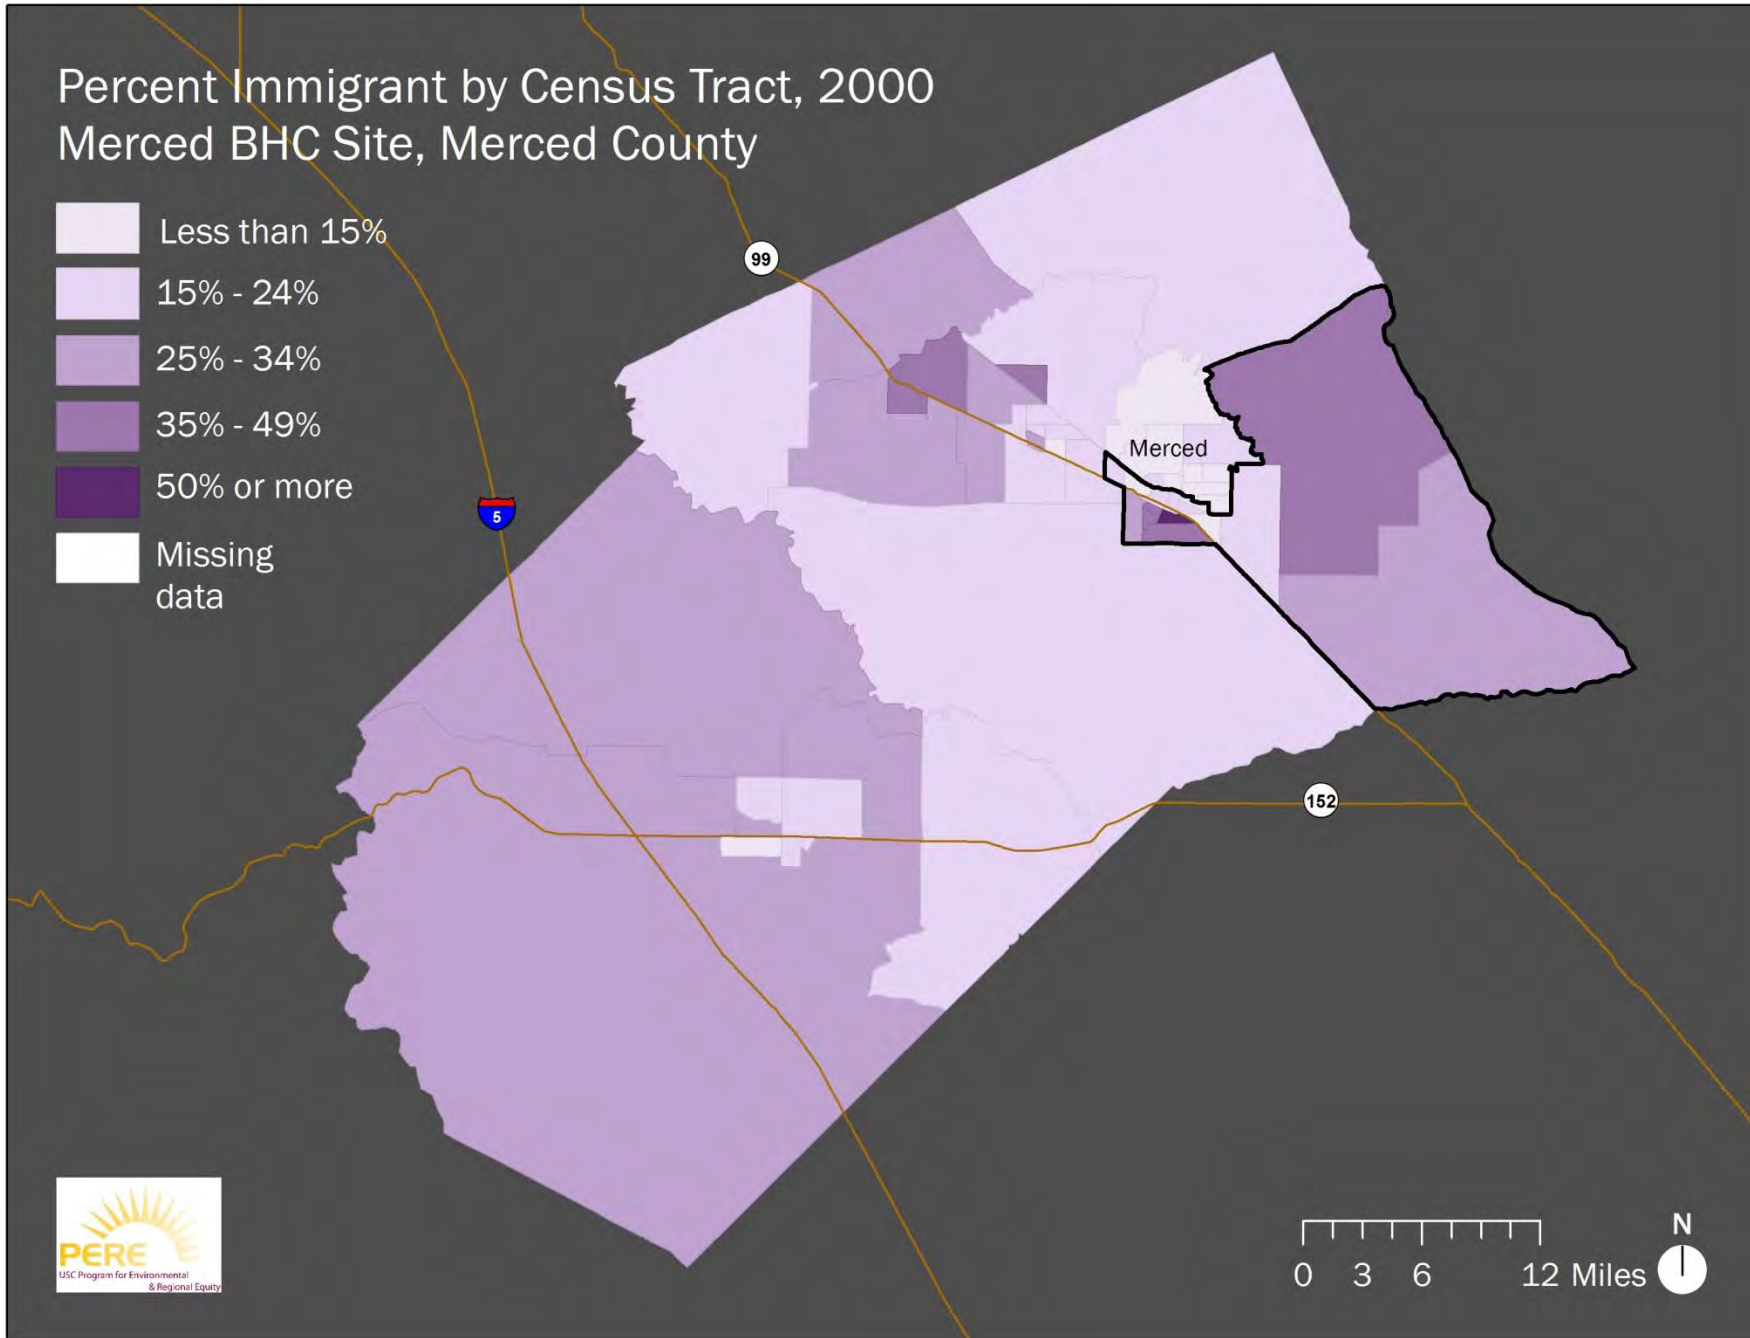 Percent Immigrant by Census Tract, 2000
Merced BHC Site, Merced County
Less than 15%
15% - 24%
25% - 34%
35% - 49%
50% or more
Missing
data
99
Merced
5
152
PERE
USC Program for Environmental
& Regional Equity
N
0 3 6 12 Miles